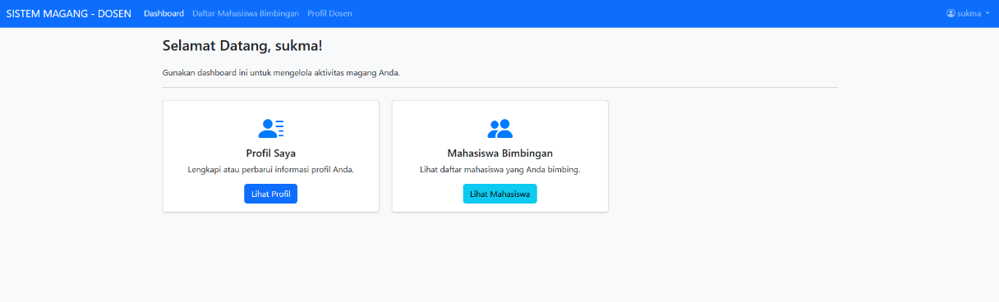 SISTEM MAGANG - DOSEN Dashboard Daftar Mahasiswa Bimbingan Profil Dosen sukma
Selamat Datang, sukma!
Gunakan dashboard ini untuk mengelola aktivitas magang Anda.
Profil Saya
Lengkapi atau perbarui informasi profil Anda.
Lihat Profil
Mahasiswa Bimbingan
Lihat daftar mahasiswa yang Anda bimbing.
Lihat Mahasiswa